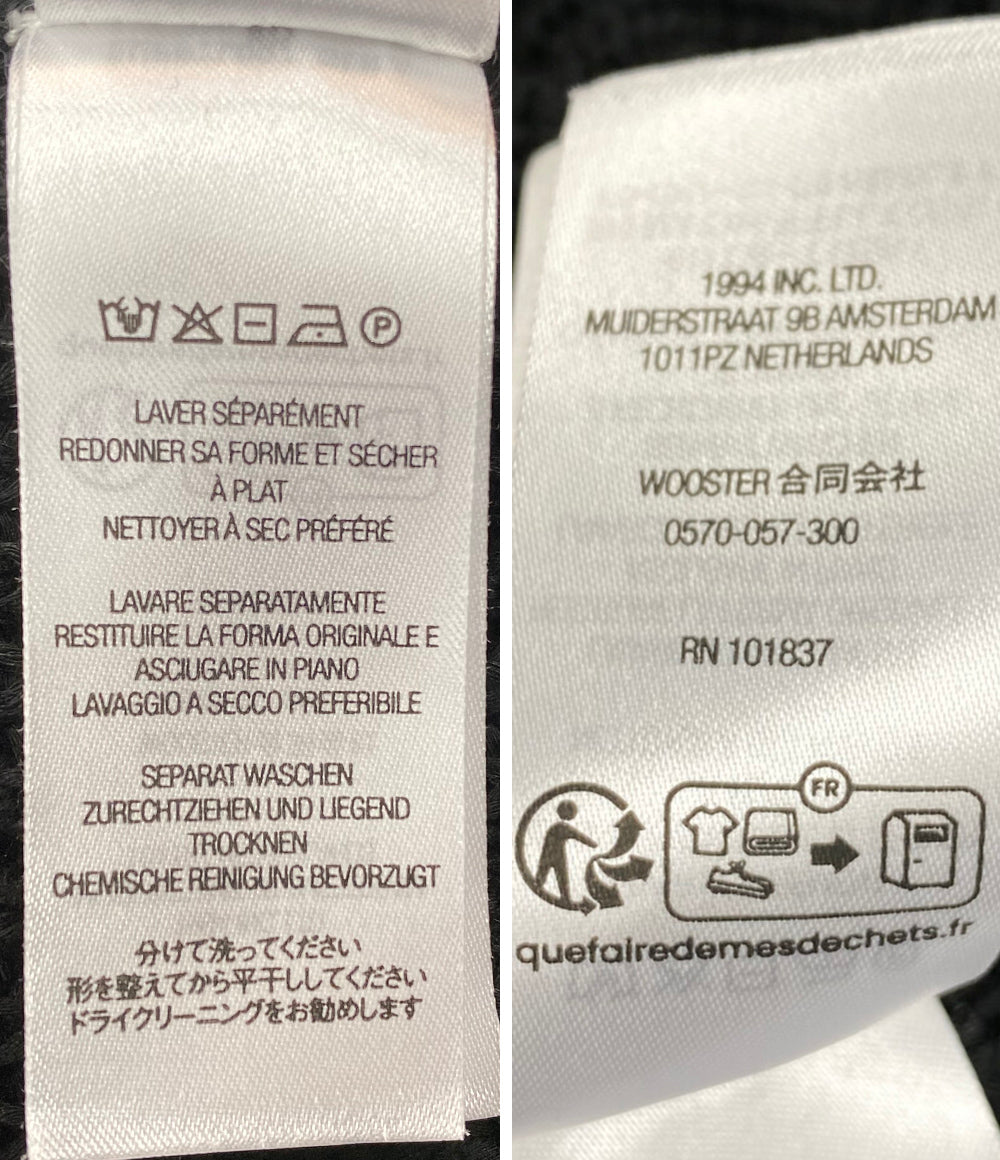 P
LAVER SÉPARÉMENT
REDONNER SA FORME ET SÉCHER
À PLAT
NETTOYER À SEC PRÉFÉRÉ
LAVARE SEPARATAMENTE
RESTITUIRE LA FORMA ORIGINALE E
ASCIUGARE IN PIANO
LAVAGGIO A SECCO PREFERIBILE
SEPARAT WASCHEN
ZURECHTZIEHEN UND LIEGEND
TROCKNEN
CHEMISCHE REINIGUNG BEVORZUGT
分けて洗ってください
形を整えてから平干ししてください
ドライクリーニングをお勧めします
1994 INC. LTD.
MUIDERSTRAAT 9B AMSTERDAM
1011PZ NETHERLANDS
WOOSTER 合同会社
0570-057-300
RN 101837
FR
quefairedemesdechets.fr